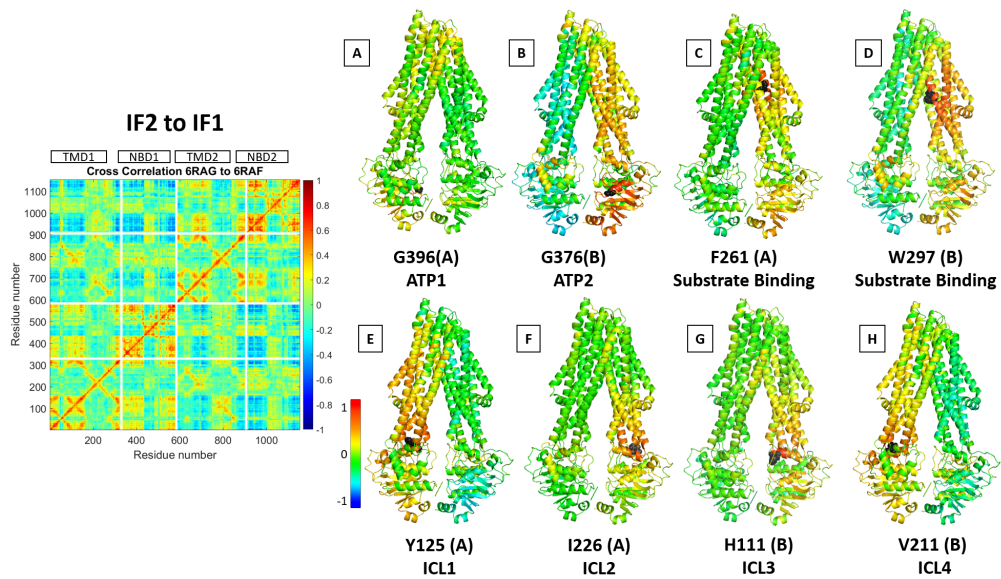 IF2 to IF1
TMD1 NBD1 TMD2 NBD2
Cross Correlation 6RAG to 6RAF
Residue number
1100
1000
900
800
700
600
500
400
300
200
100
200 400 600 800 1000
Residue number
1
0.8
0.6
0.4
0.2
0
-0.2
-0.4
-0.6
-0.8
-1
A
B
C
D
G396(A)
ATP1
G376(B)
ATP2
F261 (A)
Substrate Binding
W297 (B)
Substrate Binding
E
F
G
H
1
0
-1
Y125 (A)
ICL1
I226 (A)
ICL2
H111 (B)
ICL3
V211 (B)
ICL4